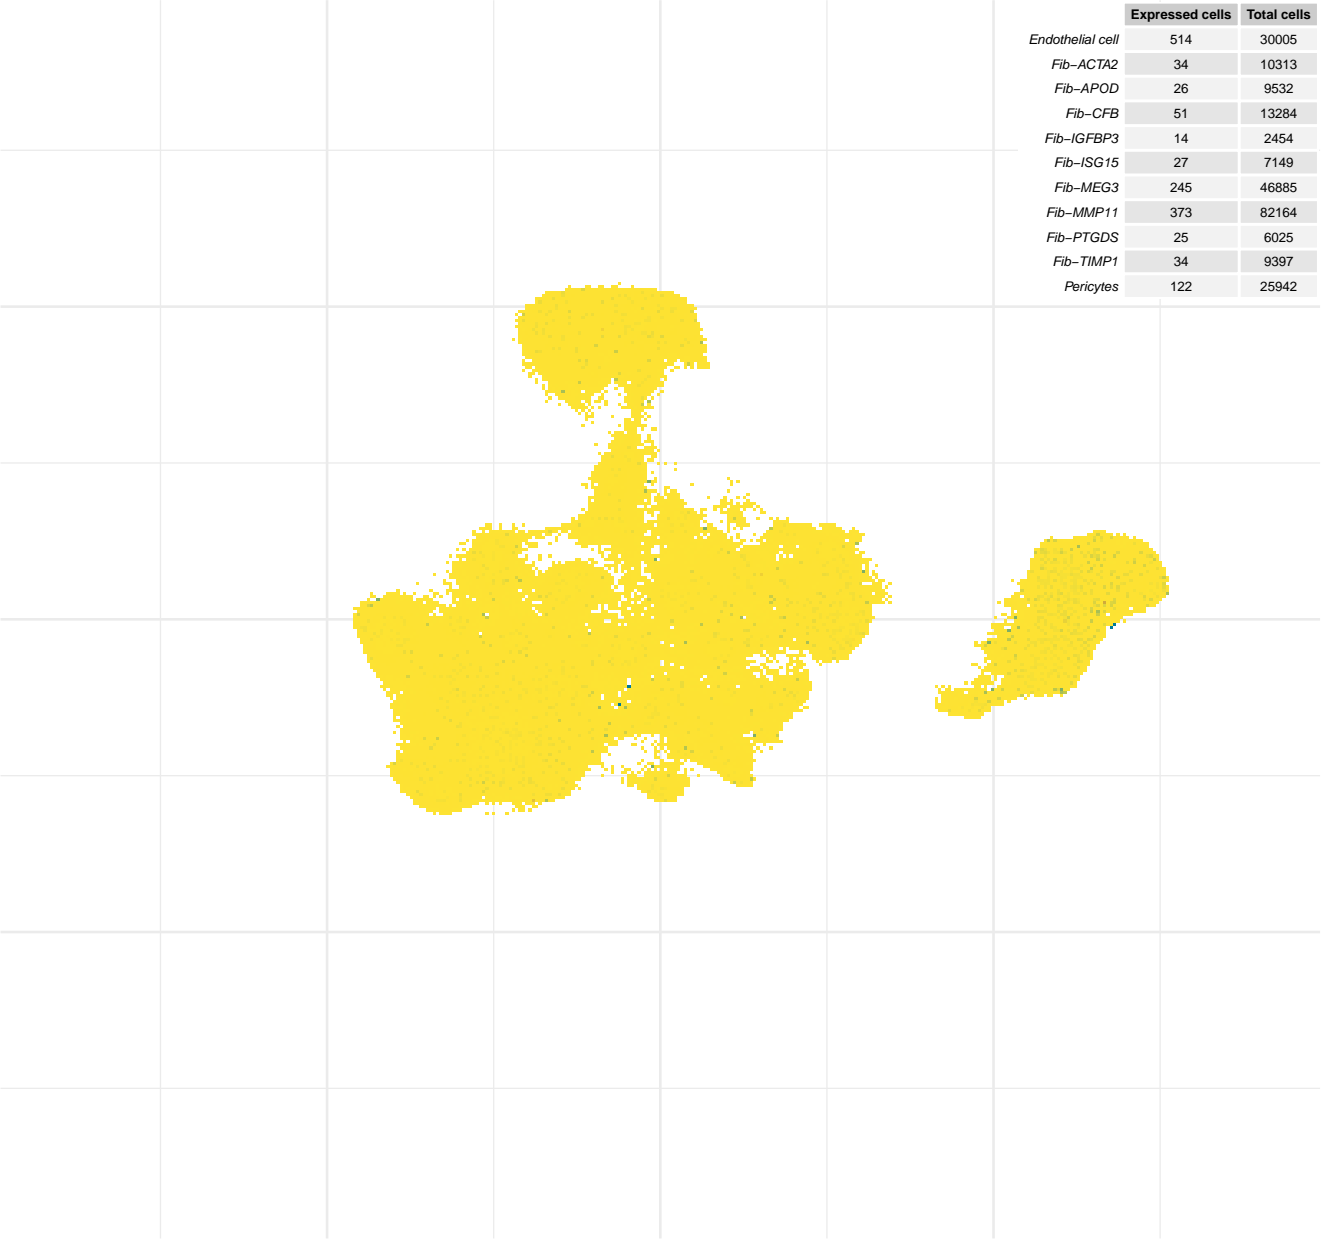 Expressed cells Total cells
Endothelial cell 514 30005
Fib−ACTA2 34 10313
Fib−APOD 26 9532
Fib−CFB 51 13284
Fib−IGFBP3 14 2454
Fib−ISG15 27 7149
Fib−MEG3 245 46885
Fib−MMP11 373 82164
Fib−PTGDS 25 6025
Fib−TIMP1 34 9397
Pericytes 122 25942